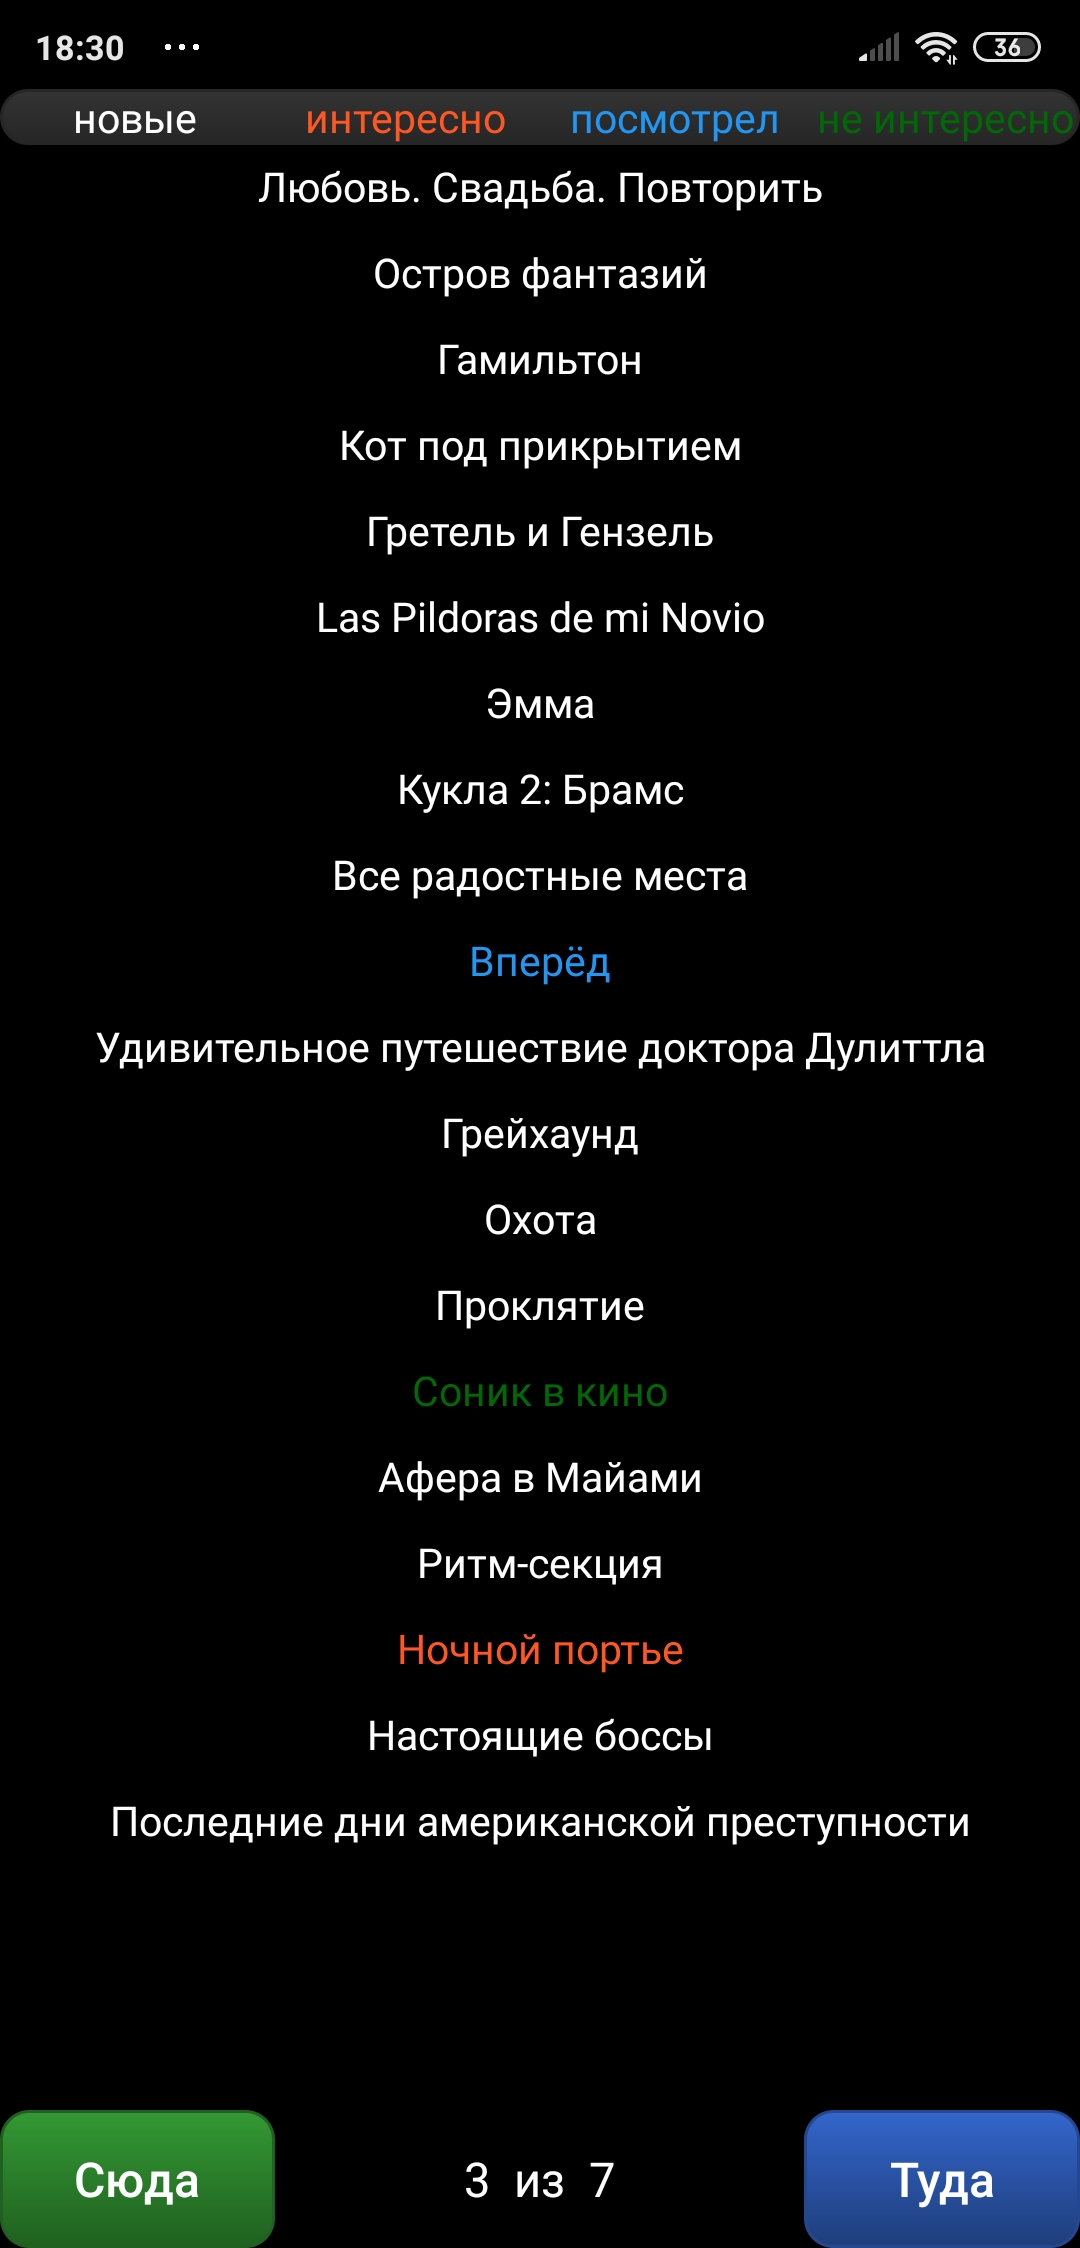 18:30 ... 36
новые интересно посмотрел не интересно
Любовь. Свадьба. Повторить
Остров фантазий
Гамильтон
Кот под прикрытием
Гретель и Гензель
Las Pildoras de mi Novio
Эмма
Кукла 2: Брамс
Все радостные места
Вперёд
Удивительное путешествие доктора Дулиттла
Грейхаунд
Охота
Проклятие
Соник в кино
Афера в Майами
Ритм-секция
Ночной портье
Настоящие боссы
Последние дни американской преступности
Сюда 3 из 7 Туда